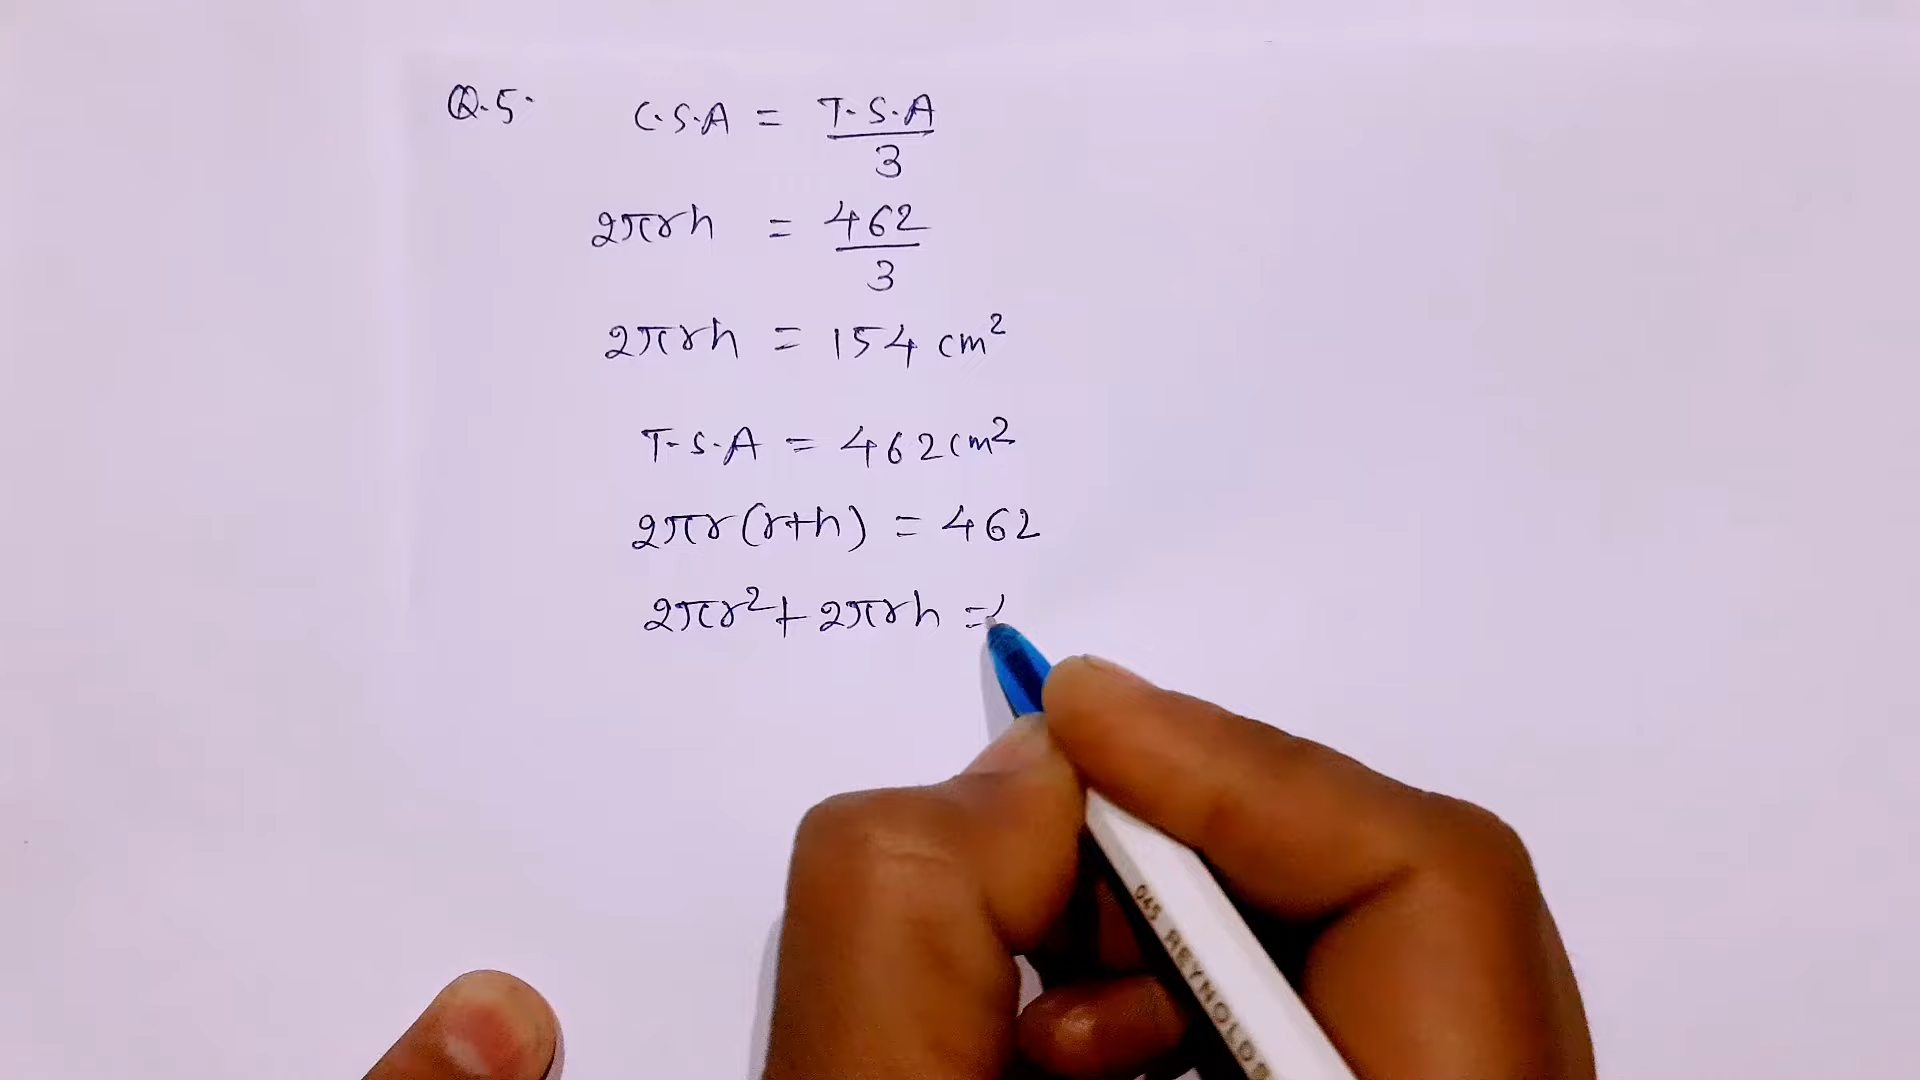 Q.5. C.S.A = T.S.A / 3
2πrh = 462 / 3
2πrh = 154 cm²
T.S.A = 462 cm²
2πr(r+h) = 462
2πr² + 2πrh =
045 REYNOLDS